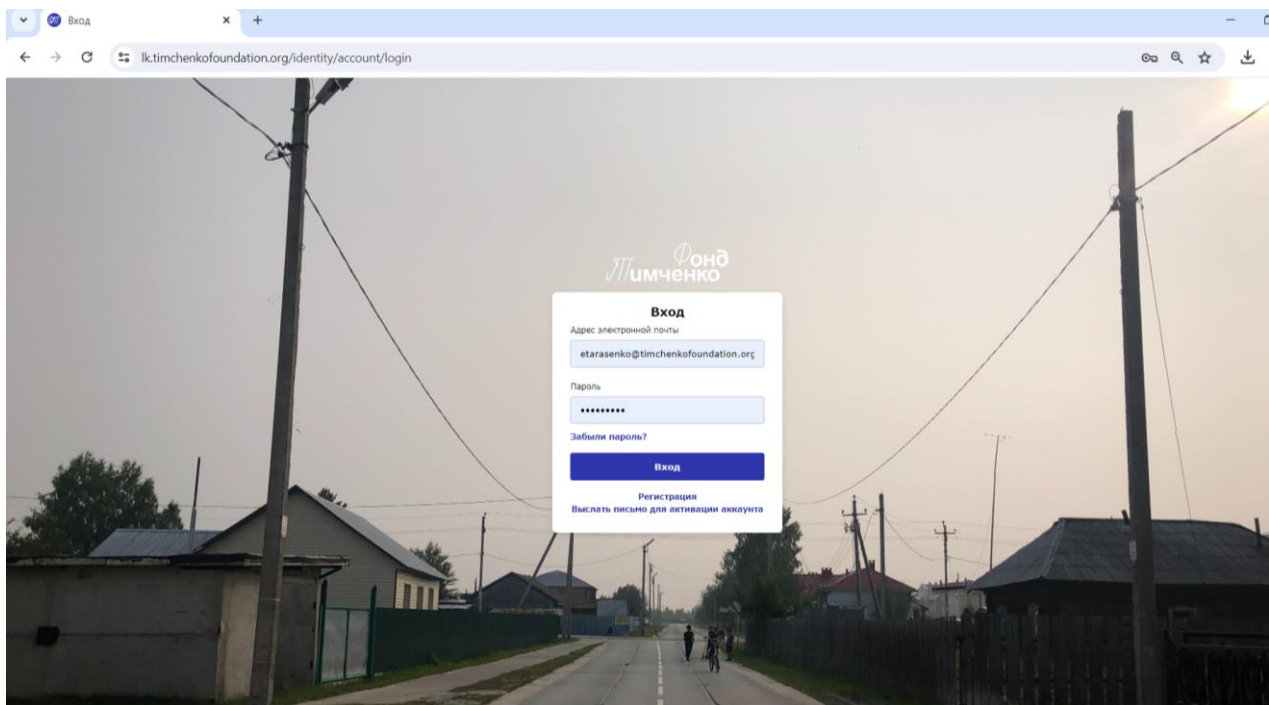 Вход
lk.timchenkofoundation.org/identity/account/login
Фонд
Тимченко
Вход
Адрес электронной почты
etarasenko@timchenkofoundation.org
Пароль
•••••••••
Забыли пароль?
Вход
Регистрация
Выслать письмо для активации аккаунта